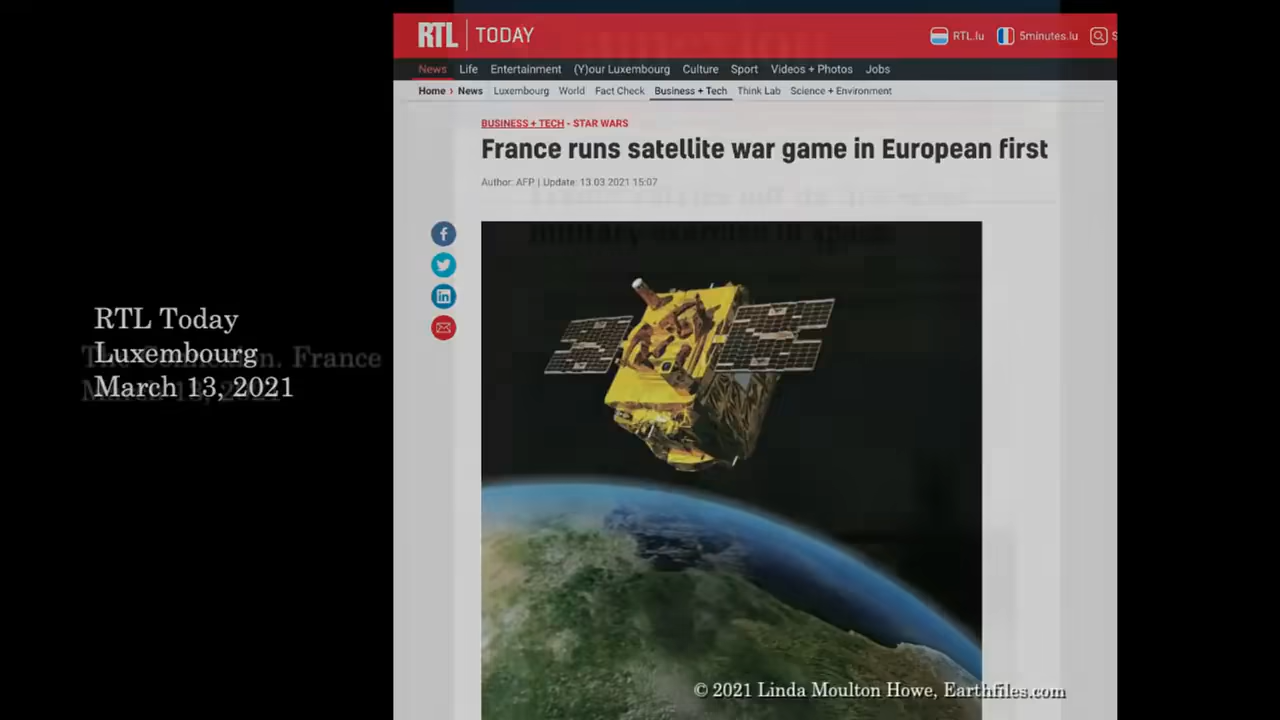 RTL TODAY
RTL.lu 5minutes.lu S
News Life Entertainment (Y)our Luxembourg Culture Sport Videos + Photos Jobs
Home › News Luxembourg World Fact Check Business + Tech Think Lab Science + Environment
BUSINESS + TECH - STAR WARS
France runs satellite war game in European first
Author: AFP | Update: 13.03.2021 15:07
RTL Today
Luxembourg
March 13, 2021
France
© 2021 Linda Moulton Howe, Earthfiles.com